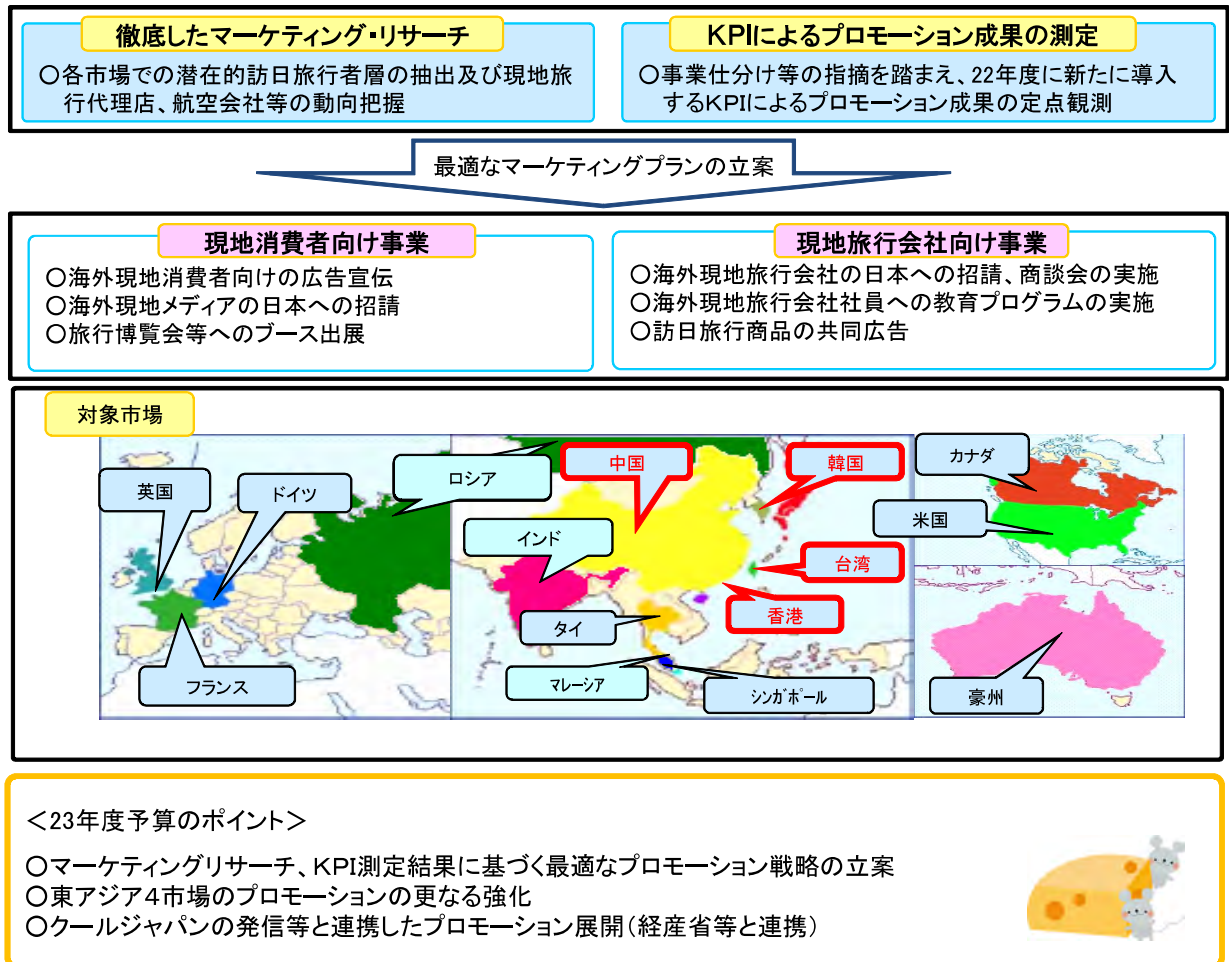 徹底したマーケティング・リサーチ
○各市場での潜在的訪日旅行者層の抽出及び現地旅
行代理店、航空会社等の動向把握
KPIによるプロモーション成果の測定
○事業仕分け等の指摘を踏まえ、22年度に新たに導入
するKPIによるプロモーション成果の定点観測
最適なマーケティングプランの立案
現地消費者向け事業
○海外現地消費者向けの広告宣伝
○海外現地メディアの日本への招請
○旅行博覧会等へのブース出展
現地旅行会社向け事業
○海外現地旅行会社の日本への招請、商談会の実施
○海外現地旅行会社社員への教育プログラムの実施
○訪日旅行商品の共同広告
対象市場
英国
ドイツ
ロシア
フランス
中国
韓国
インド
台湾
香港
タイ
マレーシア
シンガポール
カナダ
米国
豪州
＜23年度予算のポイント＞
○マーケティングリサーチ、KPI測定結果に基づく最適なプロモーション戦略の立案
○東アジア4市場のプロモーションの更なる強化
○クールジャパンの発信等と連携したプロモーション展開（経産省等と連携）